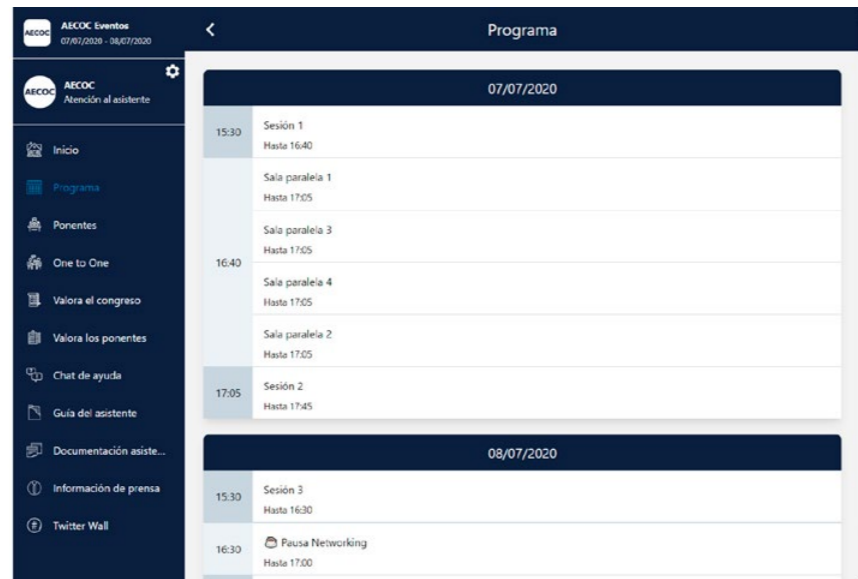 AECOC
AECOC Eventos
07/07/2020 - 08/07/2020
AECOC
AECOC
Atención al asistente
Inicio
Programa
Ponentes
One to One
Valora el congreso
Valora los ponentes
Chat de ayuda
Guía del asistente
Documentación asiste...
Información de prensa
Twitter Wall
Programa
07/07/2020
15:30
Sesión 1
Hasta 16:40
16:40
Sala paralela 1
Hasta 17:05
Sala paralela 3
Hasta 17:05
Sala paralela 4
Hasta 17:05
Sala paralela 2
Hasta 17:05
17:05
Sesión 2
Hasta 17:45
08/07/2020
15:30
Sesión 3
Hasta 16:30
16:30
Pausa Networking
Hasta 17:00